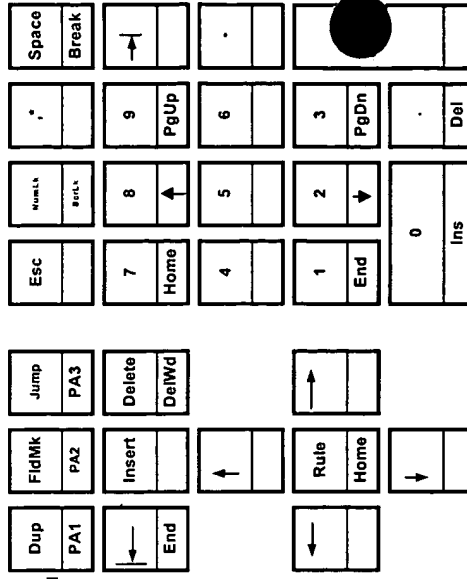 Dup FldMk Jump Esc NumLk ,* Space
PA1 PA2 PA3 ScrLk Break
Insert Delete 7 8 9
End DelWd Home PgUp
4 5 6 .
Rule 1 2 3
Home End PgDn
0 .
Ins Del